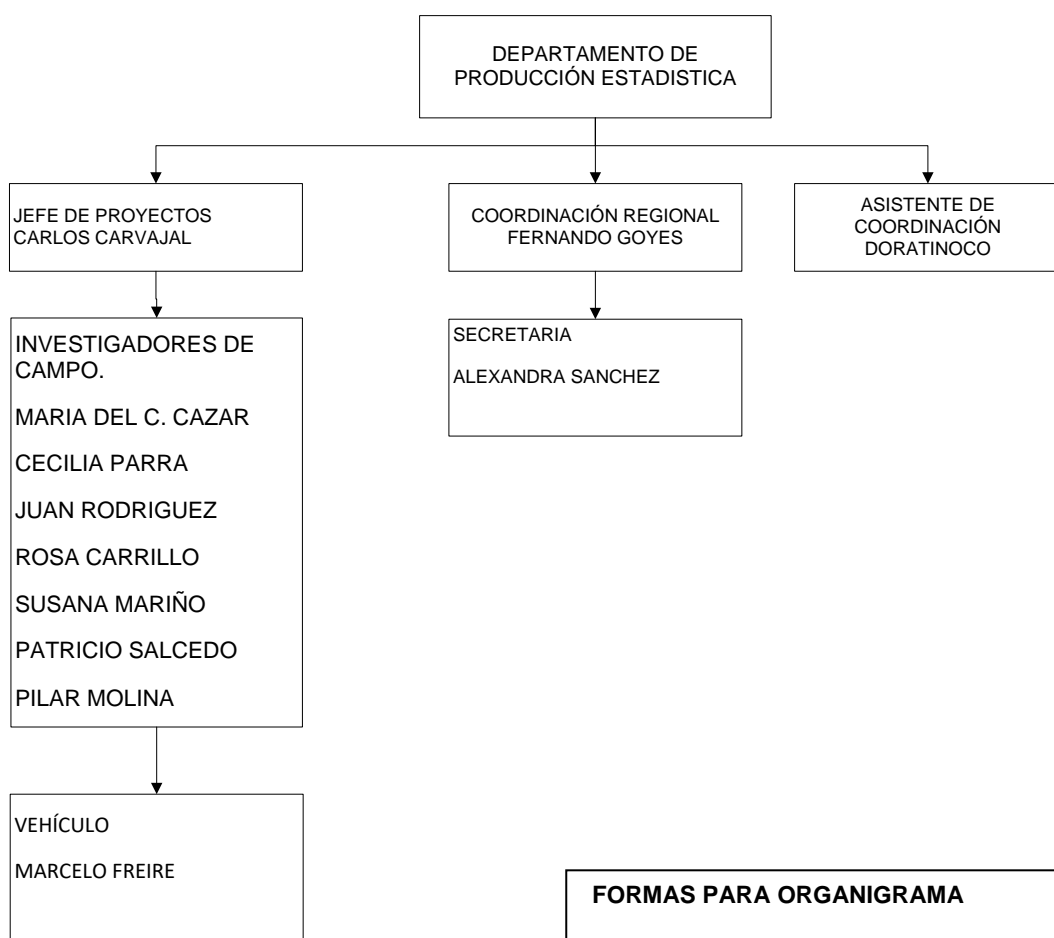 DEPARTAMENTO DE
PRODUCCIÓN ESTADISTICA
JEFE DE PROYECTOS
CARLOS CARVAJAL
COORDINACIÓN REGIONAL
FERNANDO GOYES
ASISTENTE DE
COORDINACIÓN
DORATINOCO
INVESTIGADORES DE
CAMPO.
MARIA DEL C. CAZAR
CECILIA PARRA
JUAN RODRIGUEZ
ROSA CARRILLO
SUSANA MARIÑO
PATRICIO SALCEDO
PILAR MOLINA
SECRETARIA
ALEXANDRA SANCHEZ
VEHÍCULO
MARCELO FREIRE
FORMAS PARA ORGANIGRAMA